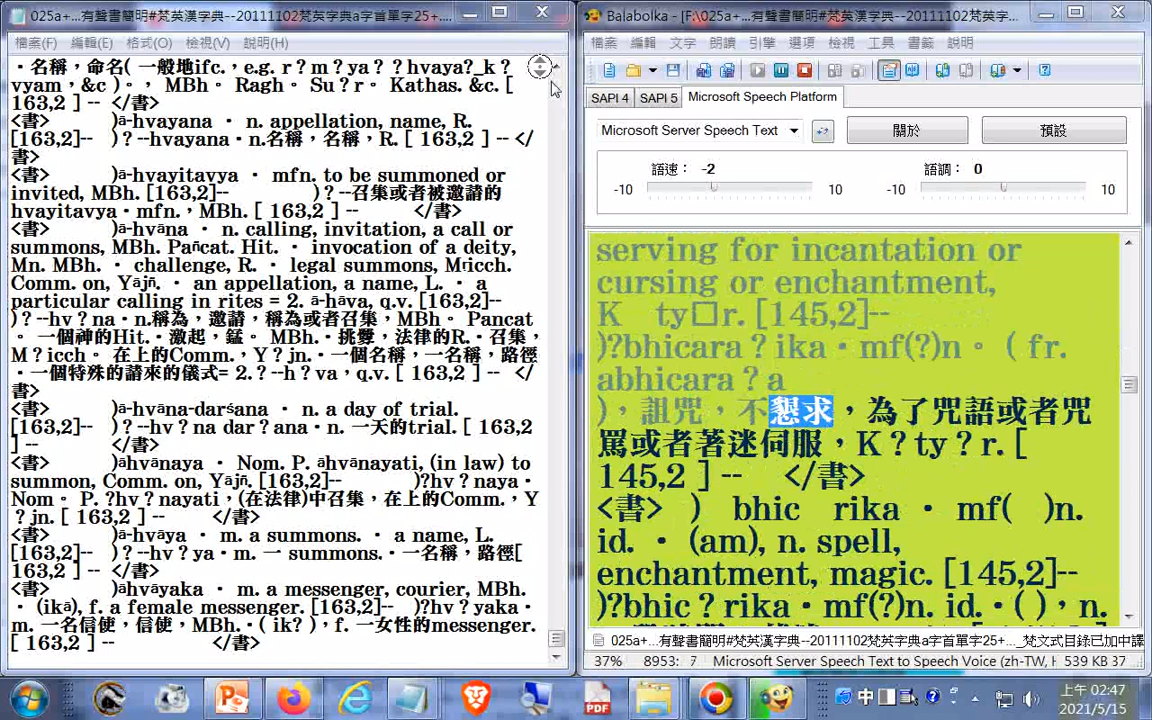 025a+...有聲書簡明#梵英漢字典--20111102梵英字典a字首單字25+....
檔案(F) 編輯(E) 格式(O) 檢視(V) 說明(H)
・名稱，命名( 一般地ifc.，e.g. r？m？ya？？hvaya?_k？
vyam，&c )。， MBh。 Ragh。 Su？r。 Kathas. &c. [
163,2 ] -- </書>
<書> )ā-hvayana ・ n. appellation, name, R.
[163,2]-- )？--hvayana・n.名稱，名稱，R. [ 163,2 ] -- </
書>
<書> )ā-hvayitavya ・ mfn. to be summoned or
invited, MBh. [163,2]-- )？--召集或者被邀請的
hvayitavya・mfn.，MBh. [ 163,2 ] -- </書>
<書> )ā-hvāna ・ n. calling, invitation, a call or
summons, MBh. Pañcat. Hit. ・ invocation of a deity,
Mn. MBh. ・ challenge, R. ・ legal summons, Mṛicch.
Comm. on, Yājñ. ・ an appellation, a name, L. ・ a
particular calling in rites = 2. ā-hāva, q.v. [163,2]--
)？--hv？na・n.稱為，邀請，稱為或者召集，MBh。Pancat
。 一個神的Hit.・激起，錳。 MBh.・挑釁，法律的R.・召集，
M？icch。 在上的Comm.，Y？jn.・一個名稱，一名稱，路徑
・一個特殊的請來的儀式= 2.？--h？va，q.v. [ 163,2 ] -- </
書>
<書> )ā-hvāna-darśana ・ n. a day of trial.
[163,2]-- )？--hv？na dar？ana・n. 一天的trial. [ 163,2
] -- </書>
<書> )āhvānaya ・ Nom. P. āhvānayati, (in law) to
summon, Comm. on, Yājñ. [163,2]-- )?hv？naya・
Nom。 P. ?hv？nayati，(在法律)中召集，在上的Comm.，Y
？jn. [ 163,2 ] -- </書>
<書> )ā-hvāya ・ m. a summons. ・ a name, L.
[163,2]-- )？--hv？ya・m. 一 summons.・一名稱，路徑[
163,2 ] -- </書>
<書> )āhvāyaka ・ m. a messenger, courier, MBh.
・ (ikā), f. a female messenger. [163,2]-- )?hv？yaka・
m. 一名信使，信使，MBh.・( ik？)，f. 一女性的messenger.
[ 163,2 ] -- </書>
Balabolka - [F:\025a+...有聲書簡明#梵英漢字典--20111102梵英字...
檔案 編輯 文字 朗讀 引擎 選項 檢視 工具 書籤 說明
SAPI 4 SAPI 5 Microsoft Speech Platform
Microsoft Server Speech Text 關於 預設
語速: -2 語調: 0
-10 10 -10 10
serving for incantation or
cursing or enchantment,
K ty□r. [145,2]--
)?bhicara？ika・mf(?)n。 ( fr.
abhicara？a
)，詛咒，不懇求，為了咒語或者咒
罵或者著迷伺服，K？ty？r. [
145,2 ] -- </書>
<書> ) bhic rika ・ mf( )n.
id. ・ (am), n. spell,
enchantment, magic. [145,2]--
)?bhic？rika・mf(?)n. id.・( )，n.
025a+...有聲書簡明#梵英漢字典--20111102梵英字典a字首單字25+..._梵文式目錄已加中譯
37% 8953: 7 Microsoft Server Speech Text to Speech Voice (zh-TW, H 539 KB 37
中
上午 02:47
2021/5/15